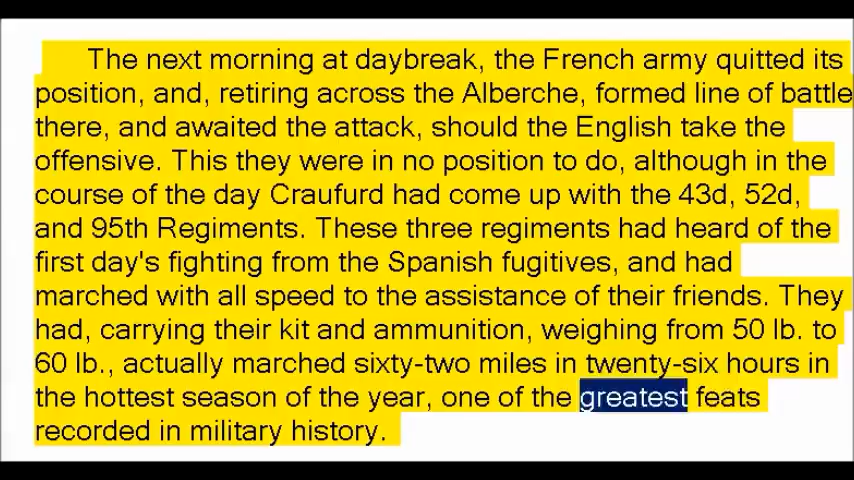 The next morning at daybreak, the French army quitted its
position, and, retiring across the Alberche, formed line of battle
there, and awaited the attack, should the English take the
offensive. This they were in no position to do, although in the
course of the day Craufurd had come up with the 43d, 52d,
and 95th Regiments. These three regiments had heard of the
first day's fighting from the Spanish fugitives, and had
marched with all speed to the assistance of their friends. They
had, carrying their kit and ammunition, weighing from 50 lb. to
60 lb., actually marched sixty-two miles in twenty-six hours in
the hottest season of the year, one of the greatest feats
recorded in military history.